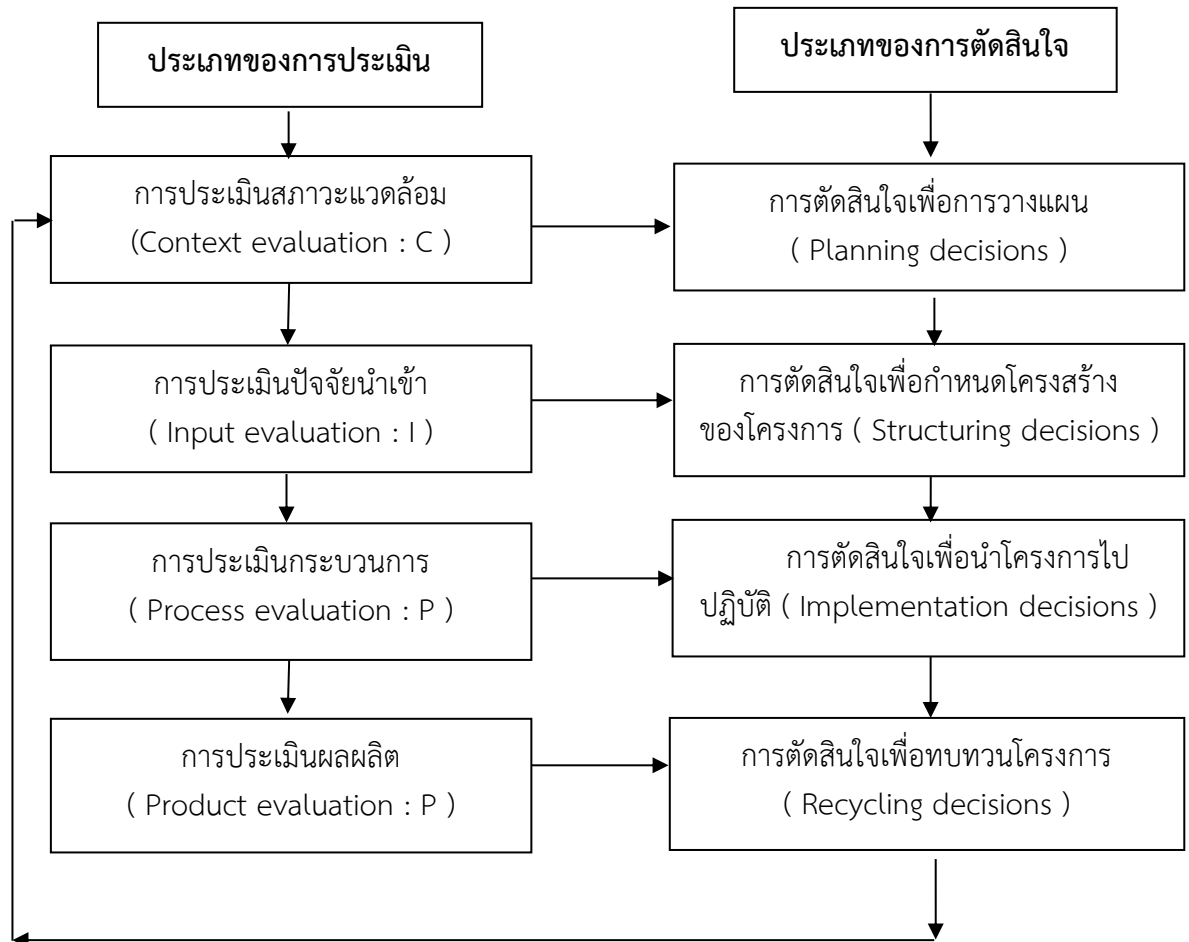 ประเภทของการประเมิน
ประเภทของการตัดสินใจ
การประเมินสภาวะแวดล้อม
(Context evaluation : C )
การตัดสินใจเพื่อการวางแผน
( Planning decisions )
การประเมินปัจจัยนำเข้า
( Input evaluation : I )
การตัดสินใจเพื่อกำหนดโครงสร้าง
ของโครงการ ( Structuring decisions )
การประเมินกระบวนการ
( Process evaluation : P )
การตัดสินใจเพื่อนำโครงการไป
ปฏิบัติ ( Implementation decisions )
การประเมินผลผลิต
( Product evaluation : P )
การตัดสินใจเพื่อทบทวนโครงการ
( Recycling decisions )